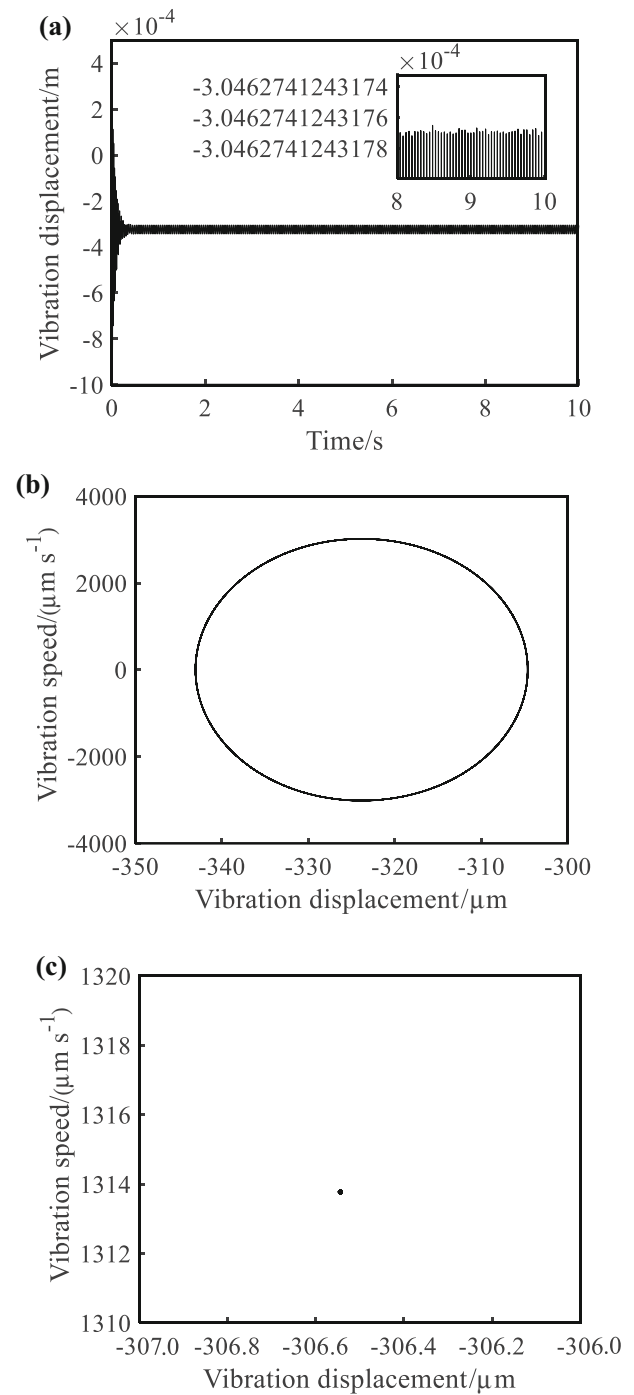 (a)
×10⁻⁴
Vibration displacement/m
4
2
0
-2
-4
-6
-8
-10
×10⁻⁴
-3.0462741243174
-3.0462741243176
-3.0462741243178
8 9 10
0 2 4 6 8 10
Time/s
(b)
Vibration speed/(μm s⁻¹)
4000
2000
0
-2000
-4000
-350 -340 -330 -320 -310 -300
Vibration displacement/μm
(c)
Vibration speed/(μm s⁻¹)
1320
1318
1316
1314
1312
1310
-307.0 -306.8 -306.6 -306.4 -306.2 -306.0
Vibration displacement/μm